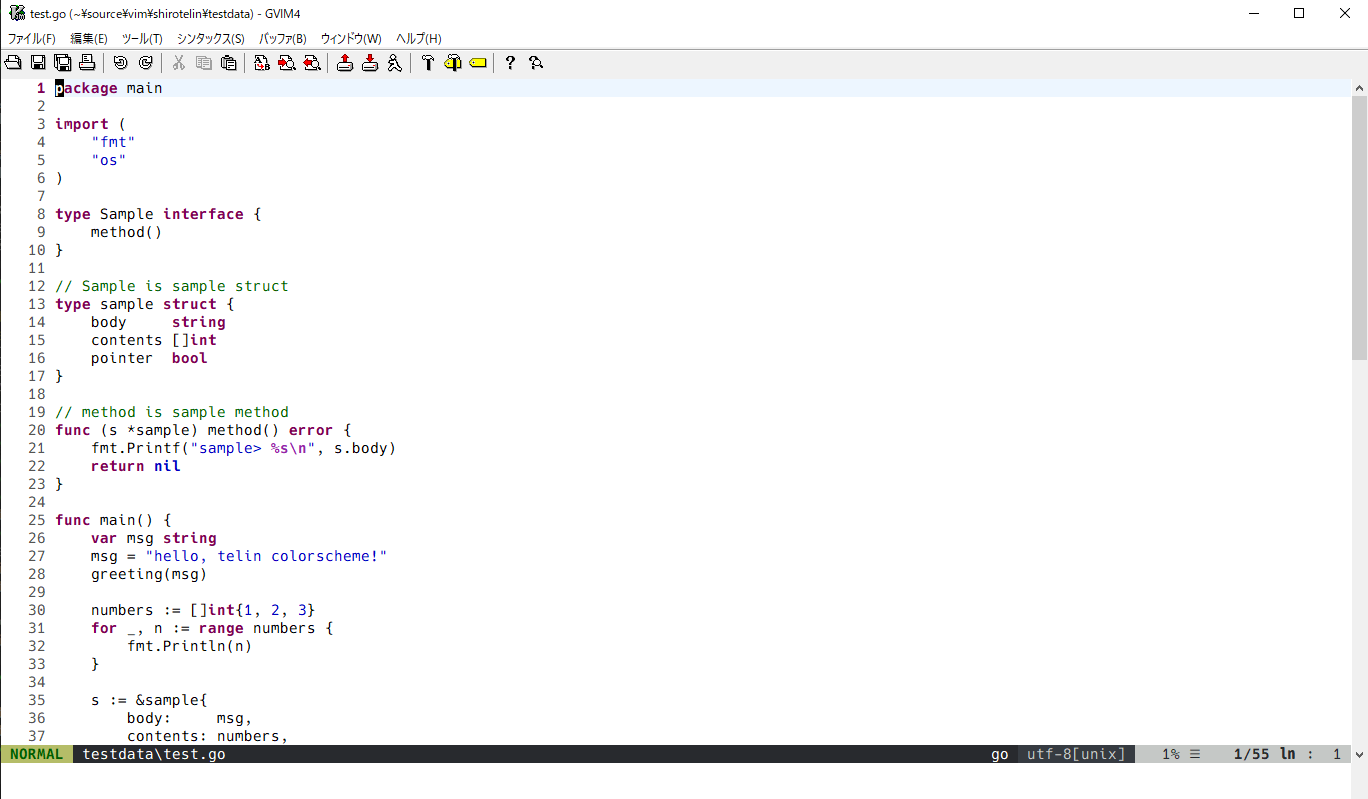 test.go (~¥source¥vim¥shirotelin¥testdata) - GVIM4
ファイル(F) 編集(E) ツール(T) シンタックス(S) バッファ(B) ウィンドウ(W) ヘルプ(H)
1 package main
2
3 import (
4     "fmt"
5     "os"
6 )
7
8 type Sample interface {
9     method()
10 }
11
12 // Sample is sample struct
13 type sample struct {
14     body     string
15     contents []int
16     pointer  bool
17 }
18
19 // method is sample method
20 func (s *sample) method() error {
21     fmt.Printf("sample> %s\n", s.body)
22     return nil
23 }
24
25 func main() {
26     var msg string
27     msg = "hello, telin colorscheme!"
28     greeting(msg)
29
30     numbers := []int{1, 2, 3}
31     for _, n := range numbers {
32         fmt.Println(n)
33     }
34
35     s := &sample{
36         body:     msg,
37         contents: numbers,
NORMAL testdata\test.go go utf-8[unix] 1% ☰ 1/55 ln : 1